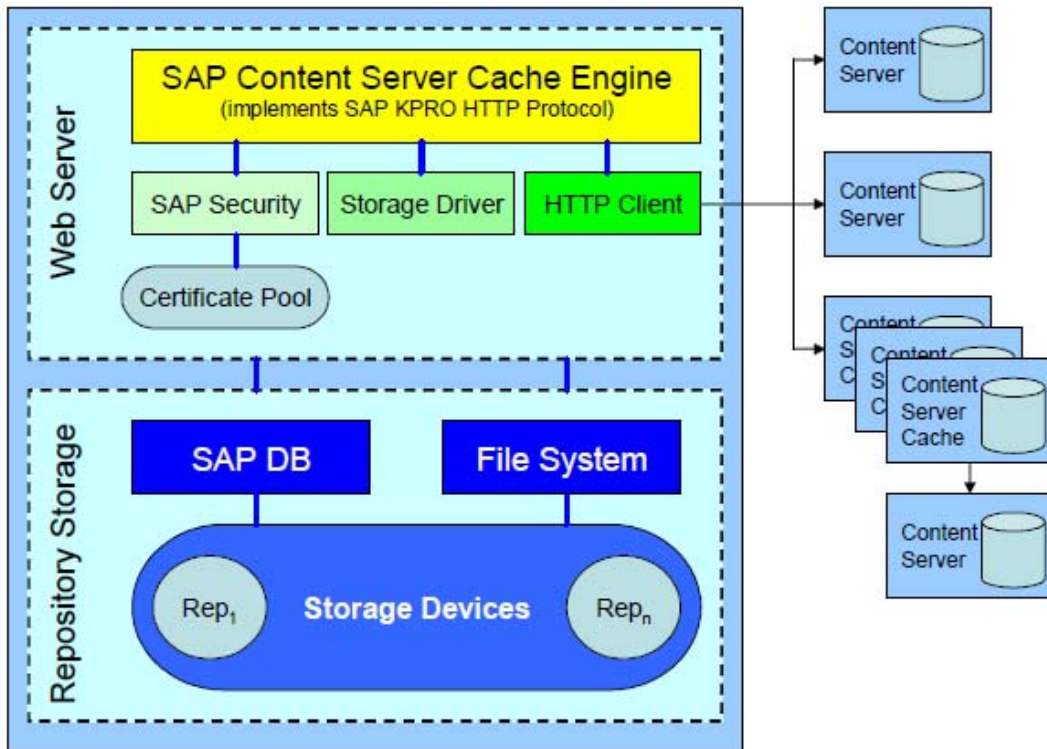 Web Server
SAP Content Server Cache Engine
(implements SAP KPRO HTTP Protocol)
SAP Security
Storage Driver
HTTP Client
Certificate Pool
Repository Storage
SAP DB
File System
Rep1
Storage Devices
Repn
Content
Server
Content
Server
Content
S
C
Content
S
C
Content
Server
Cache
Content
Server